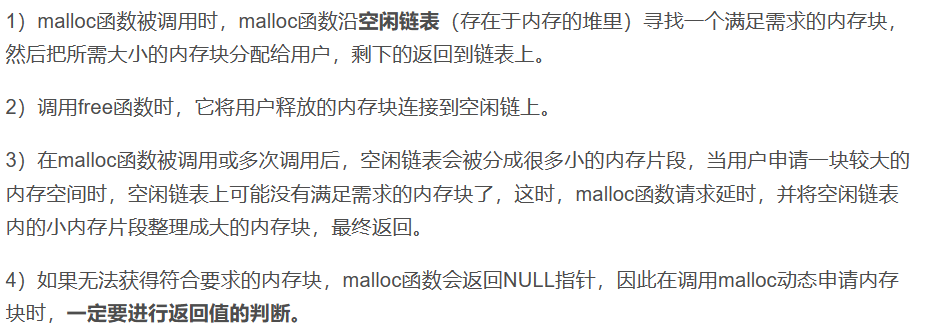 1）malloc函数被调用时，malloc函数沿空闲链表（存在于内存的堆里）寻找一个满足需求的内存块，
然后把所需大小的内存块分配给用户，剩下的返回到链表上。
2）调用free函数时，它将用户释放的内存块连接到空闲链上。
3）在malloc函数被调用或多次调用后，空闲链表会被分成很多小的内存片段，当用户申请一块较大的
内存空间时，空闲链表上可能没有满足需求的内存块了，这时，malloc函数请求延时，并将空闲链表
内的小内存片段整理成大的内存块，最终返回。
4）如果无法获得符合要求的内存块，malloc函数会返回NULL指针，因此在调用malloc动态申请内存
块时，一定要进行返回值的判断。